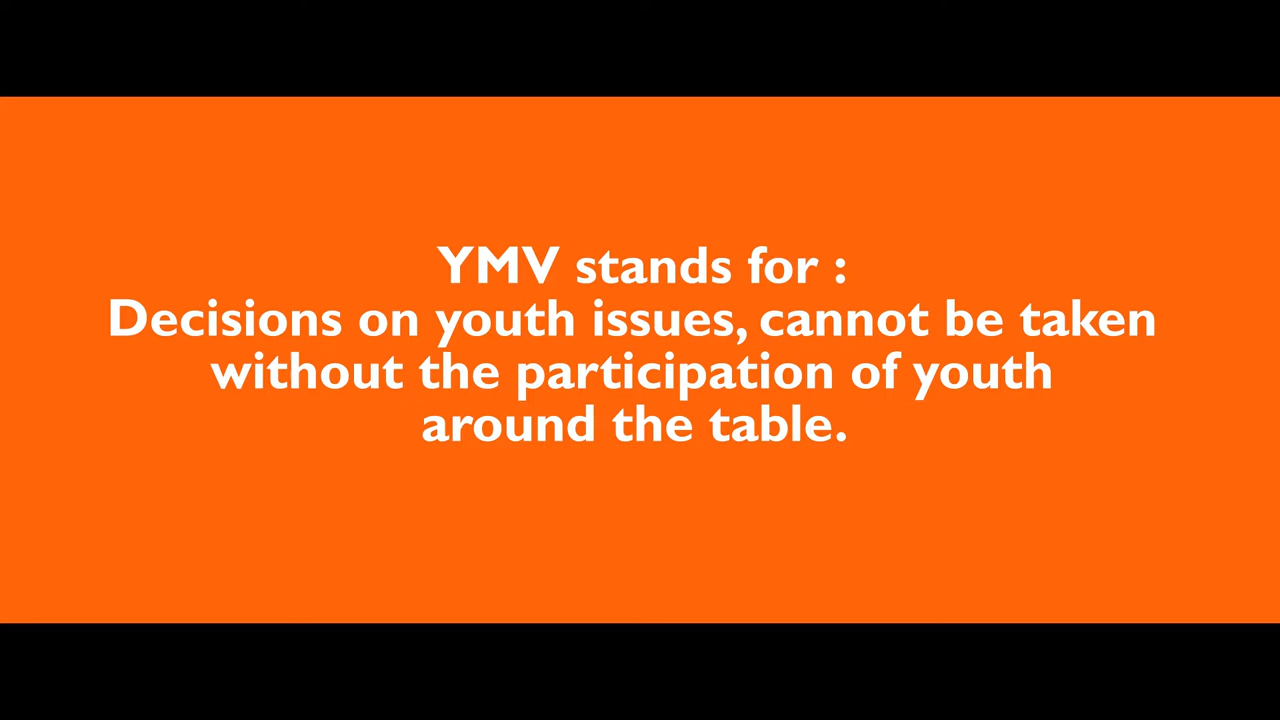 YMV stands for :
Decisions on youth issues, cannot be taken
without the participation of youth
around the table.